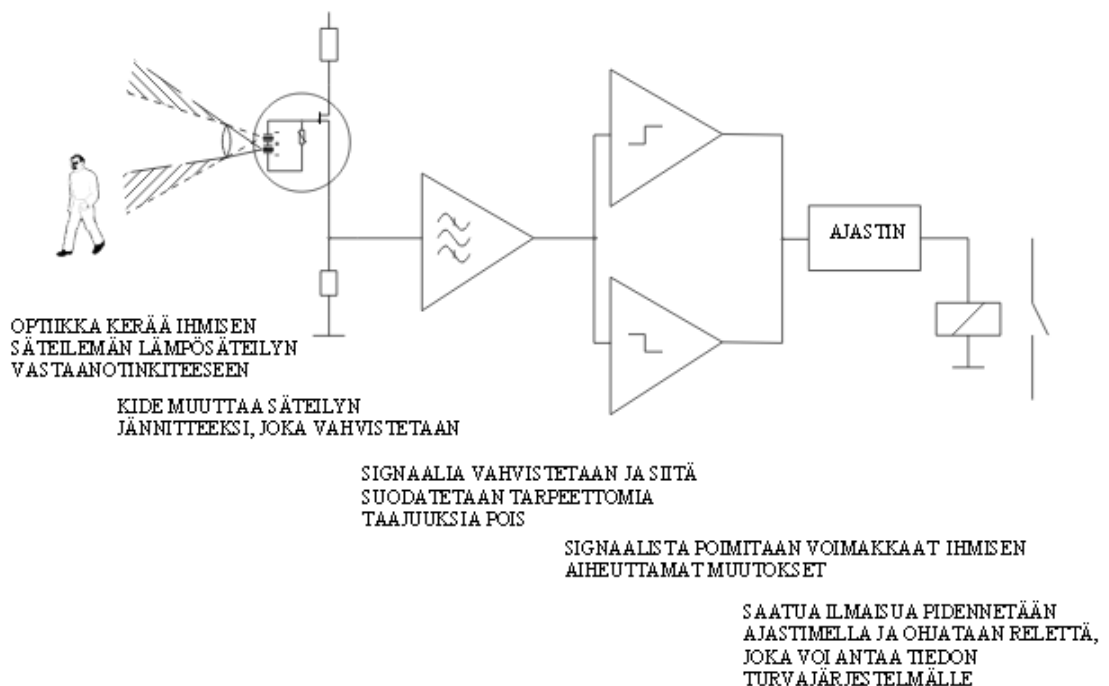 AJASTIN
OPTIIKKA KERÄÄ IHMISEN
SÄTEILEMÄN LÄMPÖSÄTEILYN
VASTAANOTINKITEESEEN
KIDE MUUTTAA SÄTEILYN
JÄNNITTEEKSI, JOKA VAHVISTETAAN
SIGNAALIA VAHVISTETAAN JA SIITÄ
SUODATETAAN TARPEETTOMIA
TAAJUUKSIA POIS
SIGNAALISTA POIMITAAN VOIMAKKAAT IHMISEN
AIHEUTTAMAT MUUTOKSET
SAATUA ILMAISUA PIDENNETÄÄN
AJASTIMELLA JA OHJATAAN RELETTÄ,
JOKA VOI ANTAA TIEDON
TURVAJÄRJESTELMÄLLE